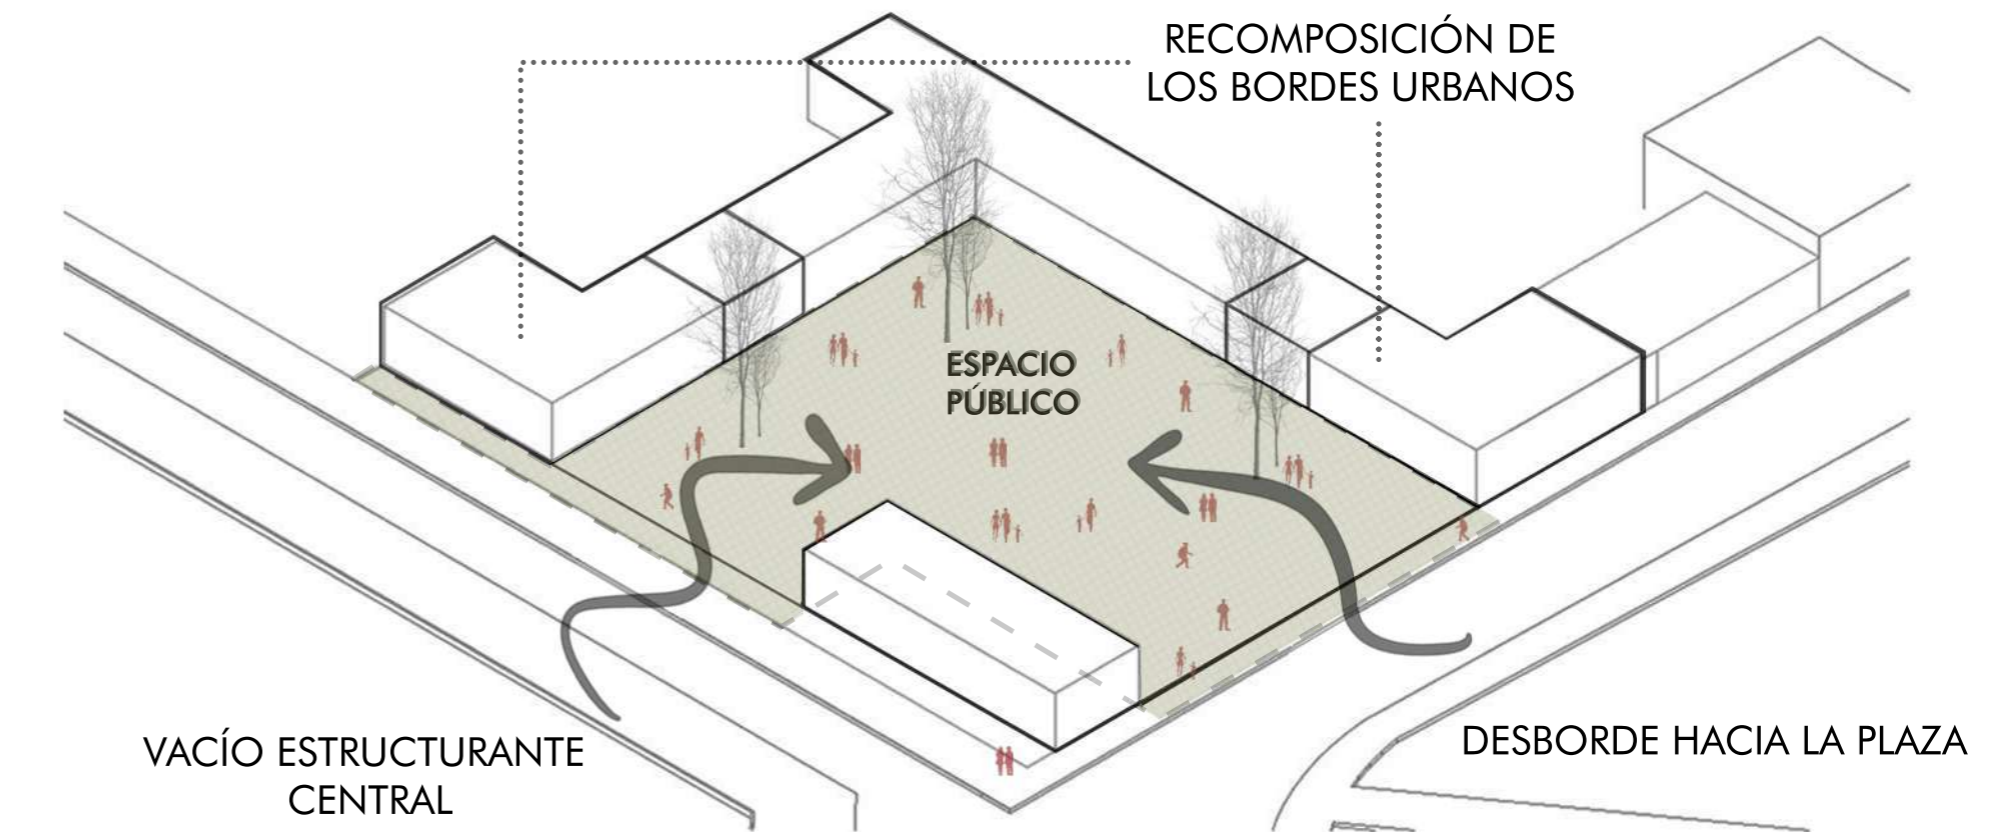 RECOMPOSICIÓN DE
LOS BORDES URBANOS
ESPACIO
PÚBLICO
VACÍO ESTRUCTURANTE
CENTRAL
DESBORDE HACIA LA PLAZA